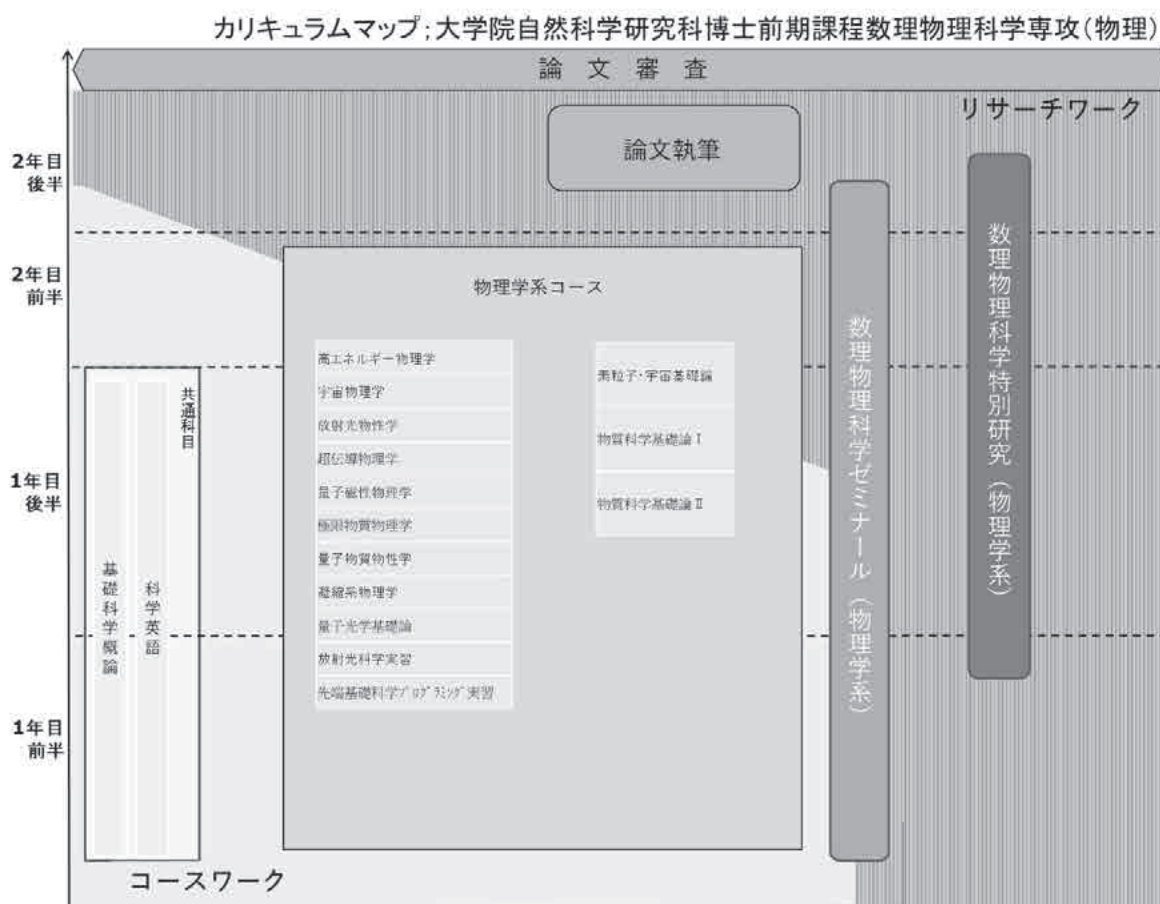 カリキュラムマップ:大学院自然科学研究科博士前期課程数理物理科学専攻(物理)
論文審査
リサーチワーク
論文執筆
2年目
後半
2年目
前半
1年目
後半
1年目
前半
物理学系コース
高エネルギー物理学
宇宙物理学
放射光物性学
超伝導物理学
量子磁性物理学
極限物質物理学
量子物質物性学
凝縮系物理学
量子光学基礎論
放射光科学実習
先端基礎科学プログラミング実習
素粒子・宇宙基礎論
物質科学基礎論Ⅰ
物質科学基礎論Ⅱ
共通科目
基礎科学概論
科学英語
数理物理科学ゼミナール(物理学系)
数理物理科学特別研究(物理学系)
コースワーク